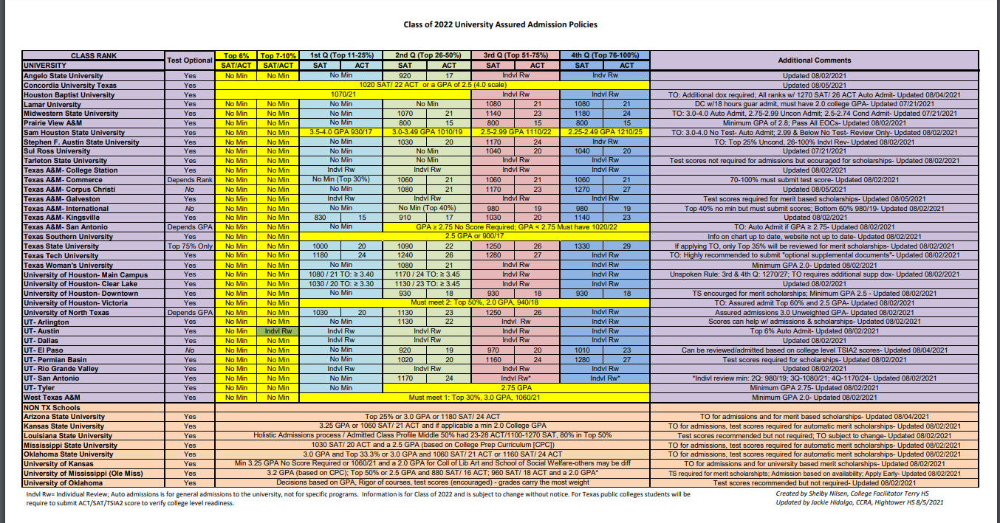 Class of 2022 University Assured Admission Policies
CLASS RANK Test Optional Top 6% Top 7-10% 1st Q (Top 11-25%) 2nd Q (Top 26-50%) 3rd Q (Top 51-75%) 4th Q (Top 76-100%) Additional Comments
UNIVERSITY SAT/ACT SAT/ACT SAT ACT SAT ACT SAT ACT SAT ACT
Angelo State University Yes No Min No Min No Min 920 17 Indvl Rw Indv Rw Updated 08/02/2021
Concordia University Texas Yes 1020 SAT/ 22 ACT or a GPA of 2.5 (4.0 scale) Updated 08/05/2021
Houston Baptist University Yes 1070/21 Indvl Rw Indvl Rw TO: Additional dox required; All ranks w/ 1270 SAT/ 26 ACT Auto Admit- Updated 08/04/2021
Lamar University Yes No Min No Min No Min No Min 1080 21 1080 21 DC w/18 hours guar admit, must have 2.0 college GPA- Updated 07/21/2021
Midwestern State University Yes No Min No Min No Min 1070 21 1140 23 1180 24 TO: 3.0-4.0 Auto Admit, 2.75-2.99 Uncon Admit; 2.5-2.74 Cond Admit- Updated 07/21/2021
Prairie View A&M Yes No Min No Min No Min 800 15 800 15 800 15 Minimum GPA of 2.8; Pass All EOCs- Updated 08/02/2021
Sam Houston State University Yes No Min No Min 3.5-4.0 GPA 930/17 3.0-3.49 GPA 1010/19 2.5-2.99 GPA 1110/22 2.25-2.49 GPA 1210/25 TO: 3.0-4.0 No Test- Auto Admit; 2.99 & Below No Test- Review Only- Updated 08/02/2021
Stephen F. Austin State University Yes No Min No Min No Min 1030 20 1170 24 Indv Rw TO: Top 25% Uncond, 26-100% Indvl Rev- Updated 08/02/2021
Sul Ross University Yes No Min No Min No Min No Min 1040 20 1040 20 Updated 07/21/2021
Tarleton State University Yes No Min No Min No Min No Min Indvl Rw Indvl Rw Test scores not required for admissions but ecouraged for scholarships- Updated 08/02/2021
Texas A&M- College Station Yes No Min No Min Indvl Rw Indvl Rw Indvl Rw Indvl Rw Updated 08/02/2021
Texas A&M- Commerce Depends Rank No Min No Min No Min (Top 30%) 1060 21 1060 21 1060 21 70-100% must submit test score- Updated 08/02/2021
Texas A&M- Corpus Christi No No Min No Min No Min 1080 21 1170 23 1270 27 Updated 08/05/2021
Texas A&M- Galveston Yes No Min No Min Indvl Rw Indvl Rw Indvl Rw Indvl Rw Test scores required for merit based scholarships- Updated 08/05/2021
Texas A&M- International No No Min No Min No Min No Min (Top 40%) 980 19 980 19 Top 40% no min but must submit scores; Bottom 60% 980/19- Updated 08/02/2021
Texas A&M- Kingsville Yes No Min No Min 830 15 910 17 1030 20 1140 23 Updated 08/02/2021
Texas A&M- San Antonio Depends GPA No Min No Min No Min GPA ≥ 2.75 No Score Required; GPA < 2.75 Must have 1020/22 TO: Auto Admit if GPA ≥ 2.75- Updated 08/02/2021
Texas Southern University Yes 2.5 GPA or 900/17 Info on chart up to date, website not up to date- Updated 08/02/2021
Texas State University Top 75% Only No Min No Min 1000 20 1090 22 1250 26 1330 29 If applying TO, only Top 35% will be reviewed for merit scholarships- Updated 08/02/2021
Texas Tech University Yes No Min No Min 1180 24 1240 26 1280 27 Indvl Rw TO: Highly recommended to submit "optional supplemental documents"- Updated 08/02/2021
Texas Woman's University Yes No Min No Min No Min 1080 21 Indvl Rw Indvl Rw Minimum GPA 2.0- Updated 08/02/2021
University of Houston- Main Campus Yes No Min No Min 1080 / 21 TO: ≥ 3.40 1170 / 24 TO: ≥ 3.45 Indvl Rw Indvl Rw Unspoken Rule: 3rd & 4th Q: 1270/27; TO requires additional supp dox- Updated 08/02/2021
University of Houston- Clear Lake Yes No Min No Min 1030 / 20 TO: ≥ 3.30 1130 / 23 TO: ≥ 3.45 Indvl Rw Indvl Rw Updated 08/02/2021
University of Houston- Downtown Yes No Min No Min No Min 930 18 930 18 930 18 TS encourged for merit scholarships; Minimum GPA 2.5 - Updated 08/02/2021
University of Houston- Victoria Yes Must meet 2: Top 50%, 2.0 GPA, 940/18 TO: Assured admit Top 60% and 2.5 GPA- Updated 08/02/2021
University of North Texas Depends GPA No Min No Min 1030 20 1130 23 1250 26 Indvl Rw Assured admissions 3.0 Unweighted GPA- Updated 08/02/2021
UT- Arlington Yes No Min No Min No Min 1130 22 Indvl Rw Indvl Rw Scores can help w/ admissions & scholarships- Updated 08/02/2021
UT- Austin Yes No Min Indvl Rw Indvl Rw Indvl Rw Indvl Rw Indvl Rw Top 6% Auto Admit- Updated 08/02/2021
UT- Dallas Yes No Min No Min Indvl Rw Indvl Rw Indvl Rw Indvl Rw Updated 08/02/2021
UT- El Paso No No Min No Min No Min 920 19 970 20 1010 23 Can be reviewed/admitted based on college level TSIA2 scores- Updated 08/04/2021
UT- Permian Basin Yes No Min No Min No Min 1020 20 1160 24 1280 27 Test scores required for scholarships- Updated 08/02/2021
UT- Rio Grande Valley Yes No Min No Min Indvl Rw Indvl Rw Indvl Rw Indvl Rw Updated 08/02/2021
UT- San Antonio Yes No Min No Min No Min 1170 24 Indvl Rw* Indvl Rw* *Indvl review min: 2Q: 980/19; 3Q-1080/21; 4Q-1170/24- Updated 08/02/2021
UT- Tyler Yes No Min No Min No Min 2.75 GPA Minimum GPA 2.75- Updated 08/02/2021
West Texas A&M Yes No Min No Min Must meet 1: Top 30%, 3.0 GPA, 1060/21 Minimum GPA 2.0- Updated 08/02/2021
NON TX Schools
Arizona State University Yes Top 25% or 3.0 GPA or 1180 SAT/ 24 ACT TO for admissions and for merit based scholarships- Updated 08/04/2021
Kansas State University Yes 3.25 GPA or 1060 SAT/ 21 ACT and if applicable a min 2.0 College GPA TO for admissions, test scores required for automatic merit scholarships- Updated 08/02/2021
Louisiana State University Yes Holistic Admissions process / Admitted Class Profile Middle 50% had 23-28 ACT/1100-1270 SAT, 80% in Top 50% Test scores recommended but not required; TO subject to change- Updated 08/02/2021
Mississippi State University Yes 1030 SAT/ 20 ACT and a 2.5 GPA (based on College Prep Curriculum [CPC]) TO for admissions, test scores required for automatic merit scholarships- Updated 08/02/2021
Oklahoma State University Yes 3.0 GPA and Top 33.3% or 3.0 GPA and 1060 SAT/ 21 ACT or 1160 SAT/ 24 ACT TO for admissions, test scores required for automatic merit scholarships- Updated 08/02/2021
University of Kansas Yes Min 3.25 GPA No Score Required or 1060/21 and a 2.0 GPA for Coll of Lib Art and School of Social Welfare-others may be diff TO for admissions and for university based merit scholarships- Updated 08/02/2021
University of Mississippi (Ole Miss) Yes 3.2 GPA (based on CPC); Top 50% or 2.5 GPA and 880 SAT/ 16 ACT; 960 SAT/ 18 ACT and a 2.0 GPA* TS required for merit scholarships; Admission based on availability; Apply Early- Updated 08/02/2021
University of Oklahoma Yes Decisions based on GPA, Rigor of courses, test scores (encouraged) - grades carry the most weight Test scores recommended but not required- Updated 08/02/2021
Indvl Rw= Individual Review; Auto admissions is for general admissions to the university, not for specific programs. Information is for Class of 2022 and is subject to change without notice. For Texas public colleges students will be
require to submit ACT/SAT/TSIA2 score to verify college level readiness.
Created by Shelby Nilsen, College Facilitator Terry HS
Updated by Jackie Hidalgo, CCRA, Hightower HS 8/5/2021